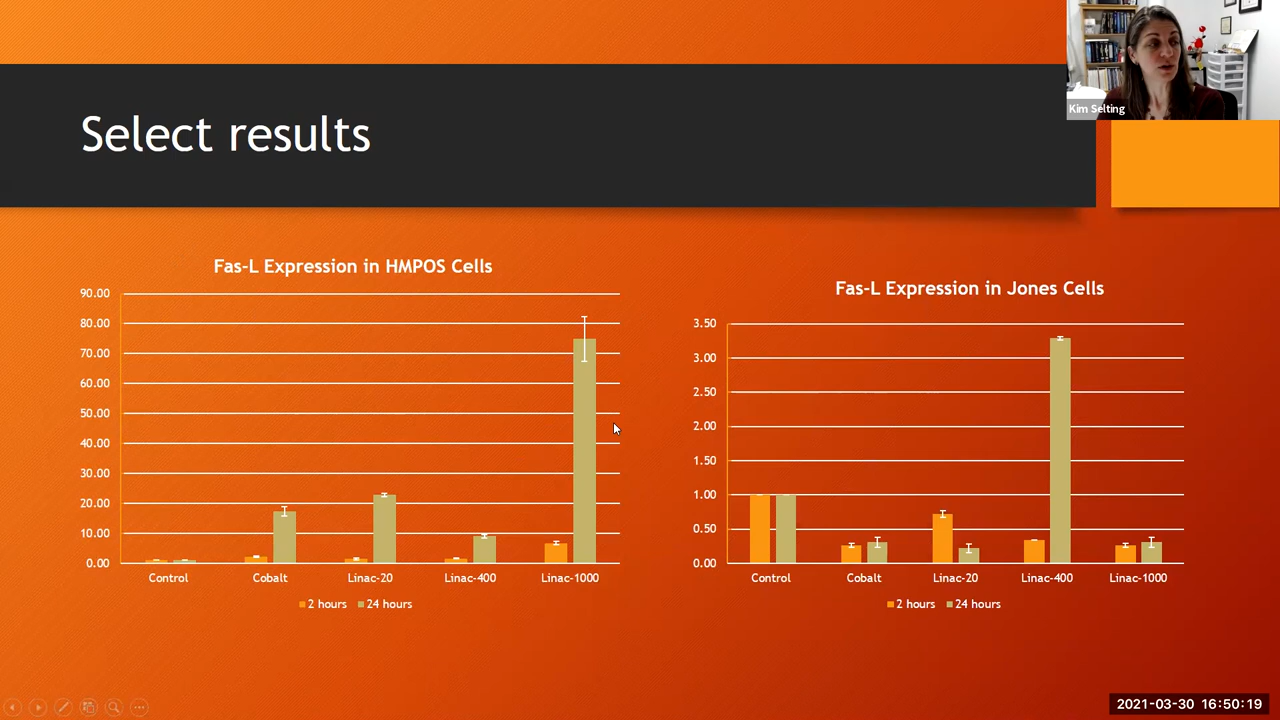 Kim Selting
Select results
Fas-L Expression in HMPOS Cells
90.00
80.00
70.00
60.00
50.00
40.00
30.00
20.00
10.00
0.00
Control Cobalt Linac-20 Linac-400 Linac-1000
2 hours 24 hours
Fas-L Expression in Jones Cells
3.50
3.00
2.50
2.00
1.50
1.00
0.50
0.00
Control Cobalt Linac-20 Linac-400 Linac-1000
2 hours 24 hours
2021-03-30 16:50:19